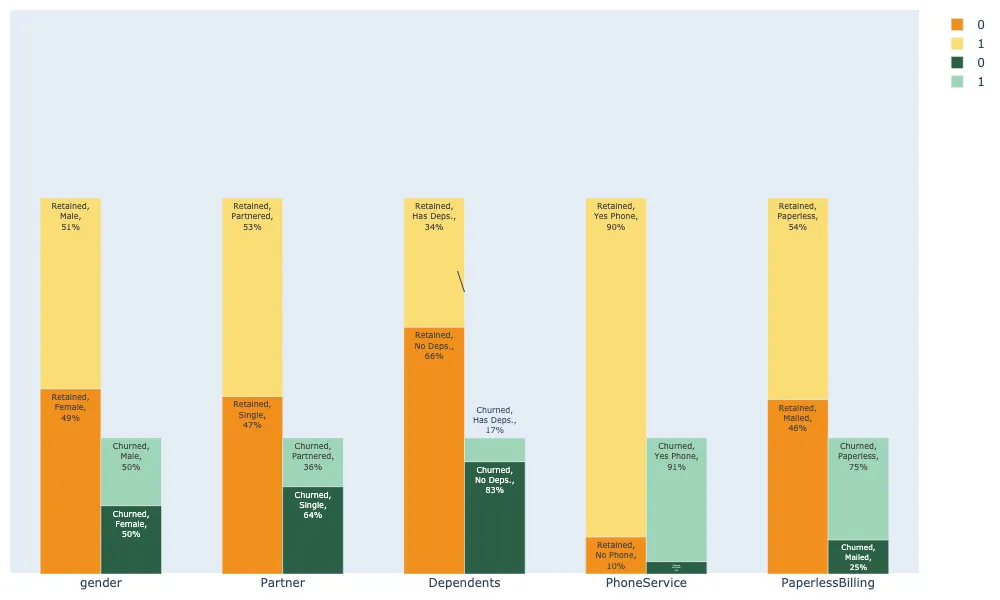 0
1
0
1
Retained,
Male,
51%
Retained,
Female,
49%
Churned,
Male,
50%
Churned,
Female,
50%
Retained,
Partnered,
53%
Retained,
Single,
47%
Churned,
Partnered,
36%
Churned,
Single,
64%
Retained,
Has Deps.,
34%
Retained,
No Deps.,
66%
Churned,
Has Deps.,
17%
Churned,
No Deps.,
83%
Retained,
Yes Phone,
90%
Retained,
No Phone,
10%
Churned,
Yes Phone,
91%
Retained,
Paperless,
54%
Retained,
Mailed,
46%
Churned,
Paperless,
75%
Churned,
Mailed,
25%
gender
Partner
Dependents
PhoneService
PaperlessBilling